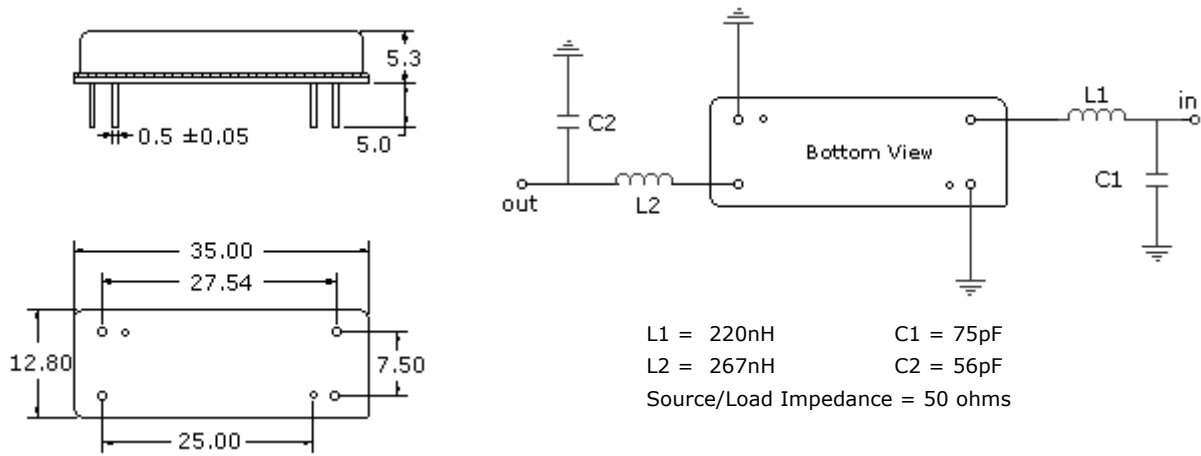 5.3
0.5 ±0.05
5.0
35.00
27.54
12.80
7.50
25.00
C2
L1
in
Bottom View
C1
out
L2
L1 = 220nH C1 = 75pF
L2 = 267nH C2 = 56pF
Source/Load Impedance = 50 ohms